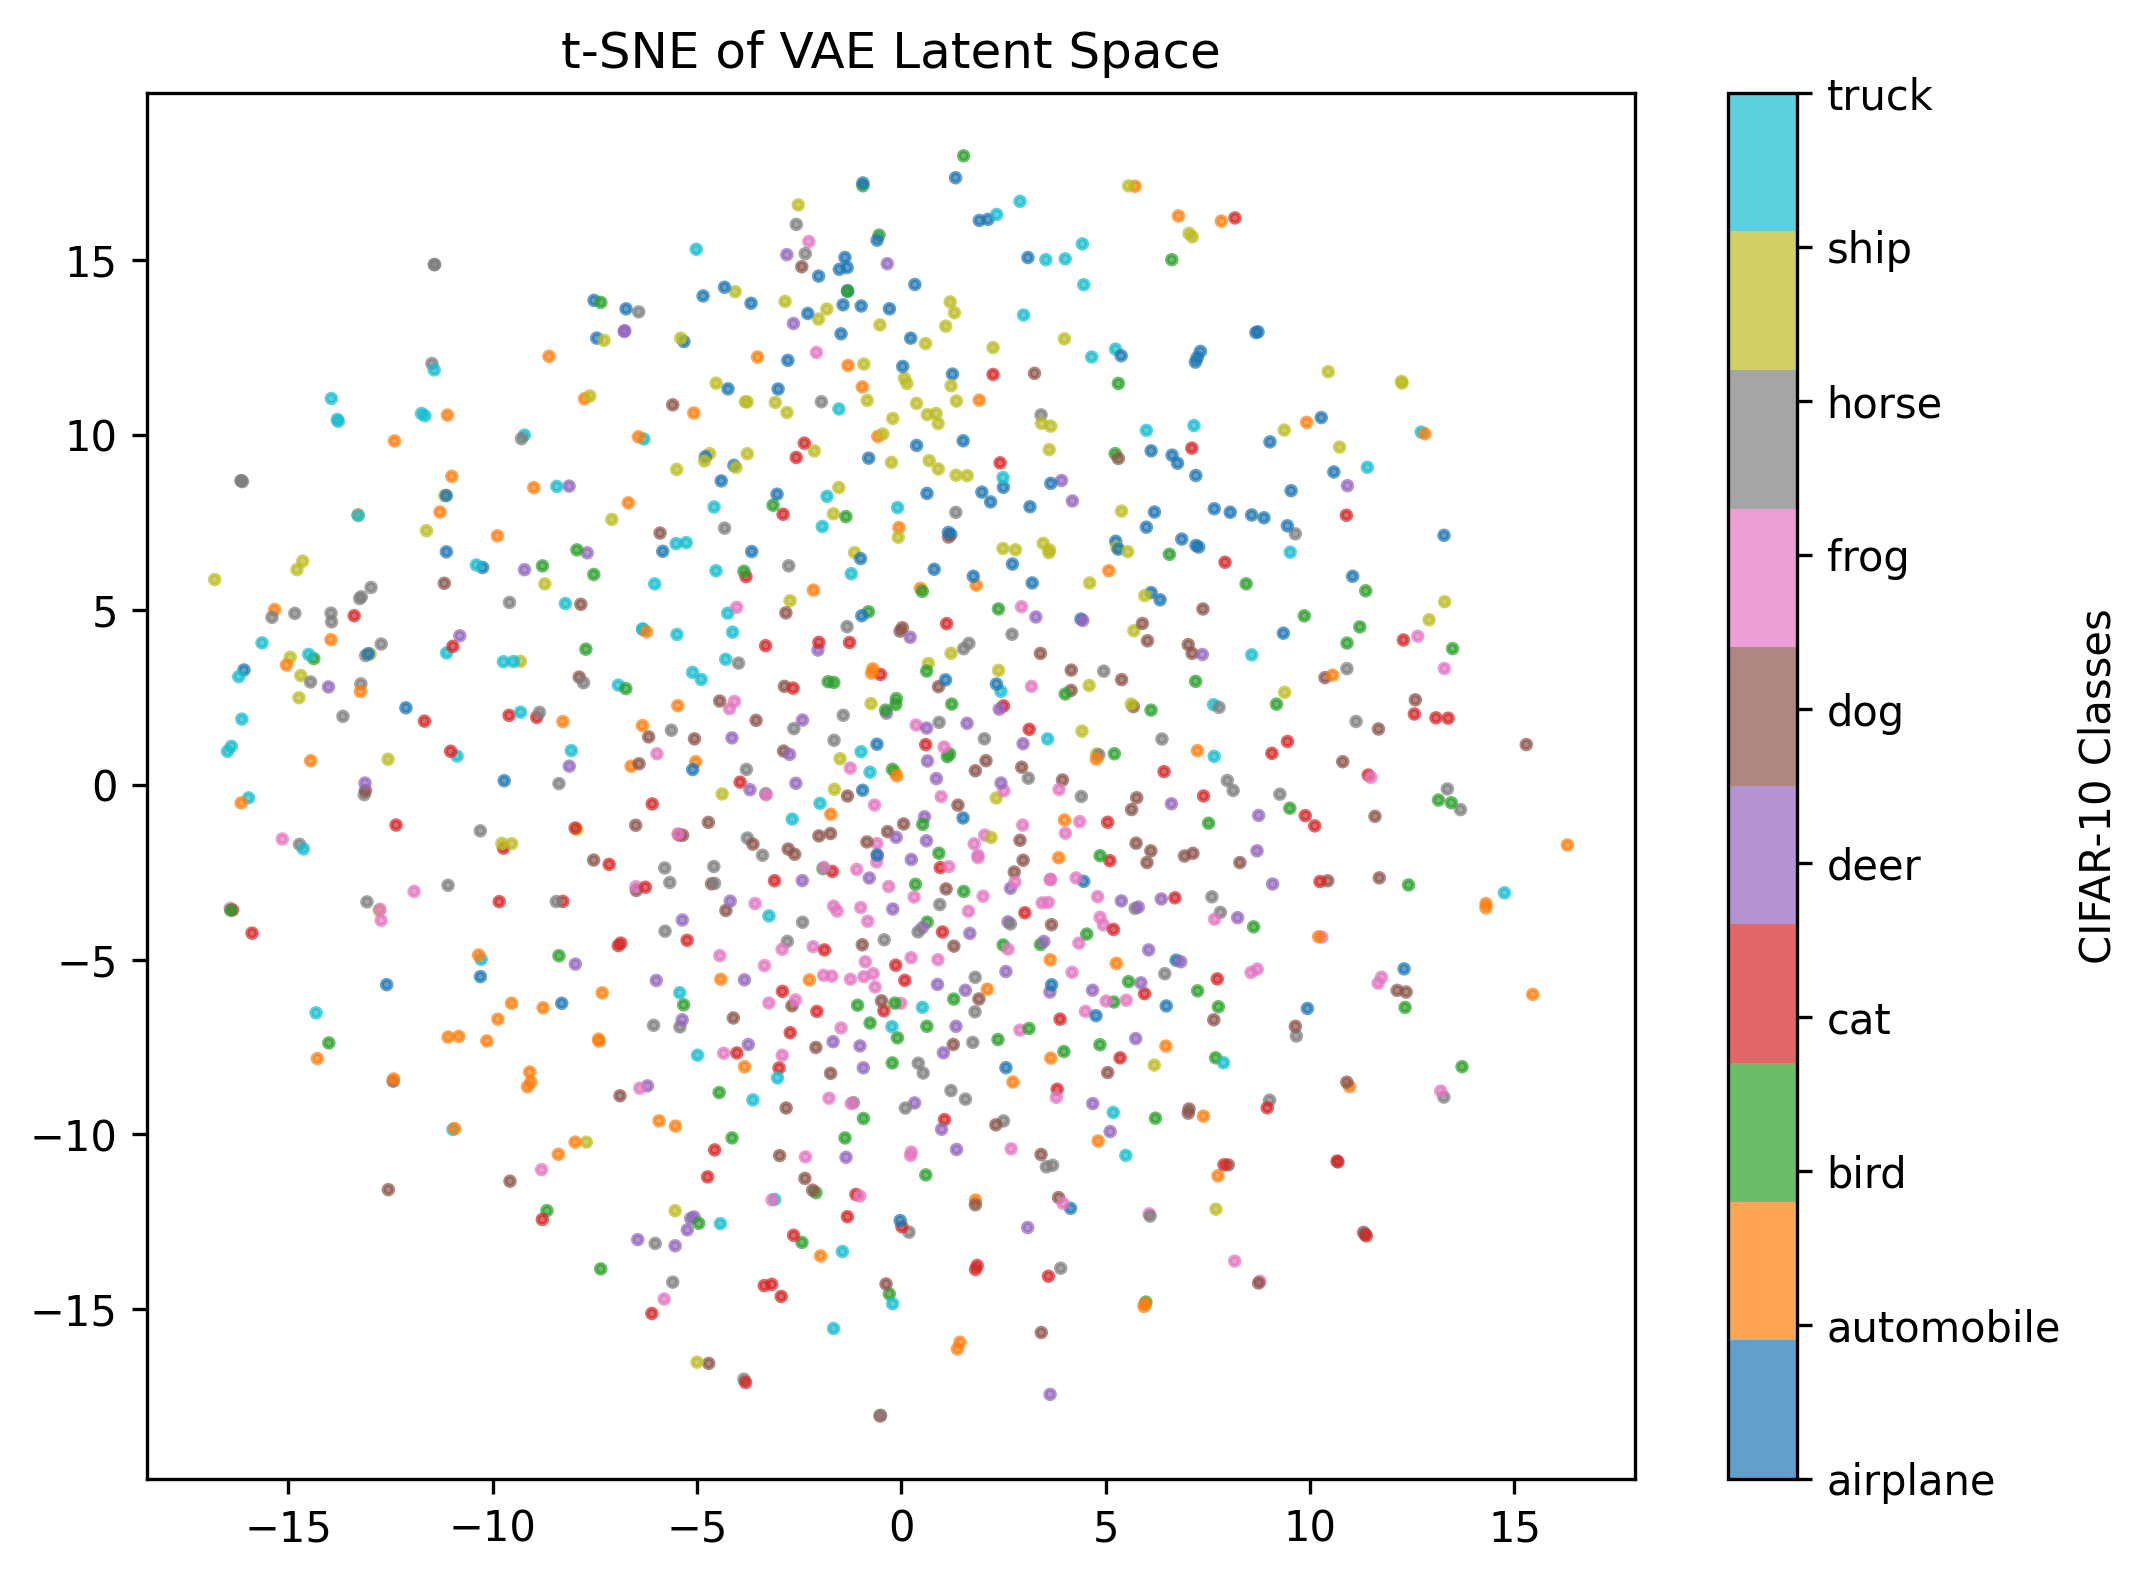 t-SNE of VAE Latent Space
15
10
5
0
−5
−10
−15
−15
−10
−5
0
5
10
15
truck
ship
horse
frog
dog
deer
cat
bird
automobile
airplane
CIFAR-10 Classes